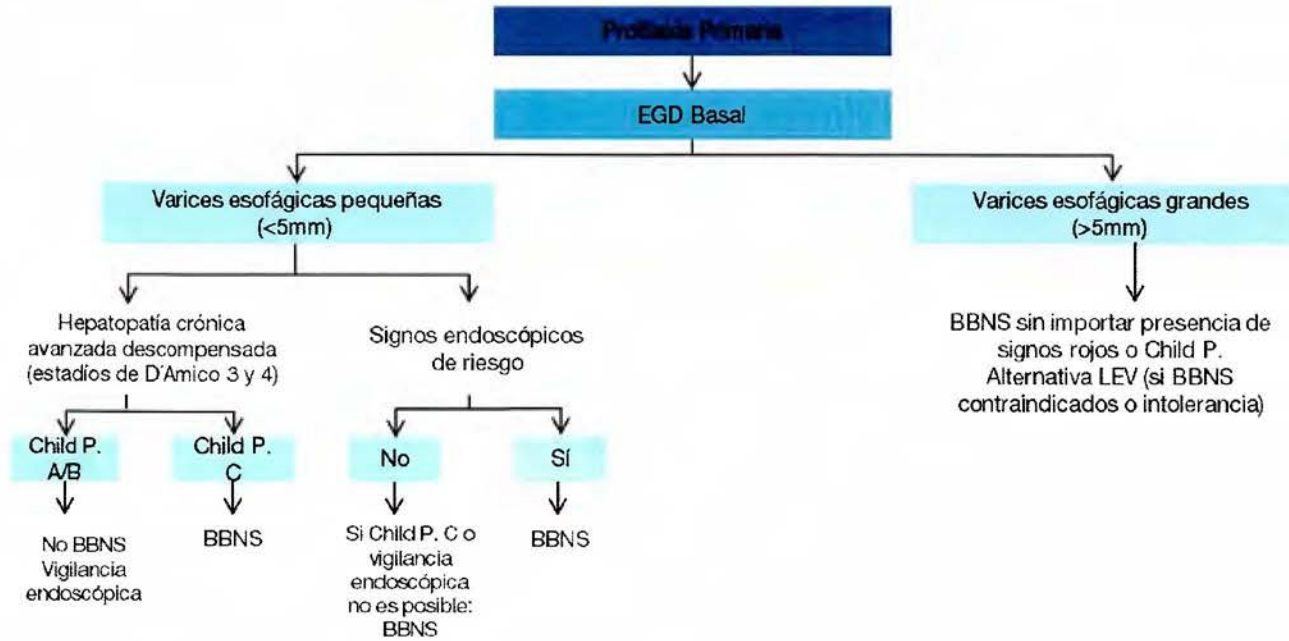 Profilaxis Primaria
EGD Basal
Varices esofágicas pequeñas
(<5mm)
Varices esofágicas grandes
(>5mm)
Hepatopatía crónica
avanzada descompensada
(estadíos de D'Amico 3 y 4)
Signos endoscópicos
de riesgo
BBNS sin importar presencia de
signos rojos o Child P.
Alternativa LEV (si BBNS
contraindicados o intolerancia)
Child P.
A/B
Child P.
C
No
Sí
No BBNS
Vigilancia
endoscópica
BBNS
Si Child P. C o
vigilancia
endoscópica
no es posible:
BBNS
BBNS